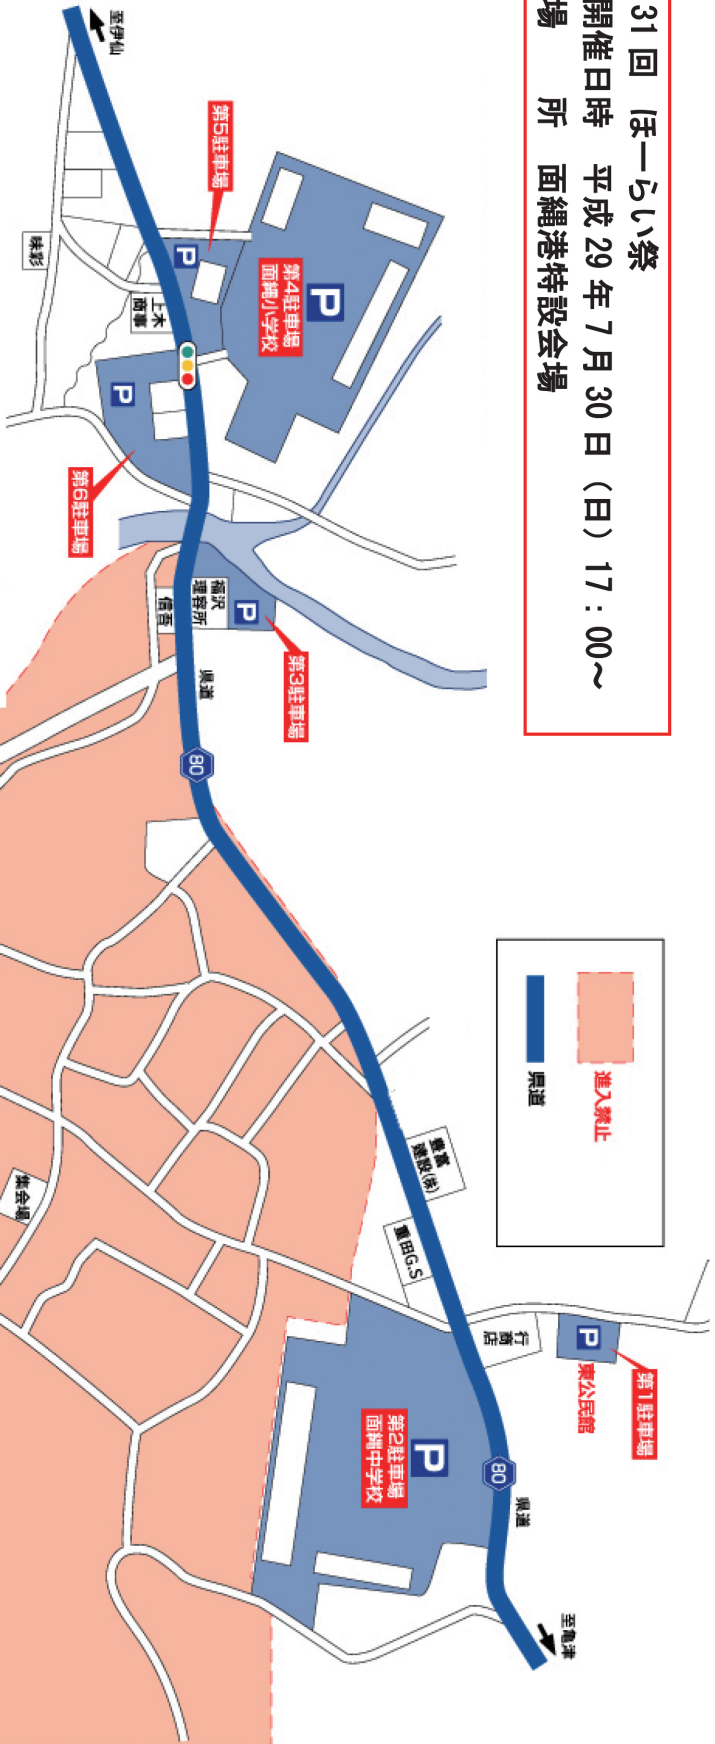 31回 ほーらい祭
開催日時 平成29年7月30日（日）17：00～
場 所 面縄港特設会場
進入禁止
県道
至伊仙
第5駐車場
P
第4駐車場
面縄小学校
P
味彩
上木
商事
P
第6駐車場
福沢
理容所
信吾
P
第3駐車場
県道
80
豊富
建設(株)
重田G.S
行商店
P
東公民館
第1駐車場
P
第2駐車場
面縄中学校
80
県道
至亀津
集会場